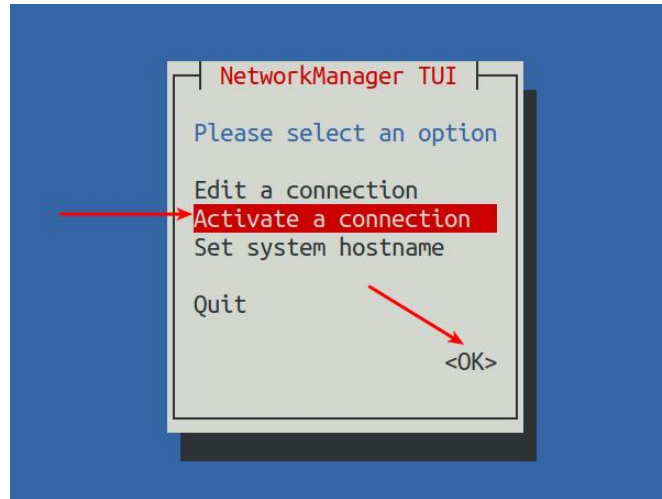 NetworkManager TUI
Please select an option
Edit a connection
Activate a connection
Set system hostname
Quit
<OK>